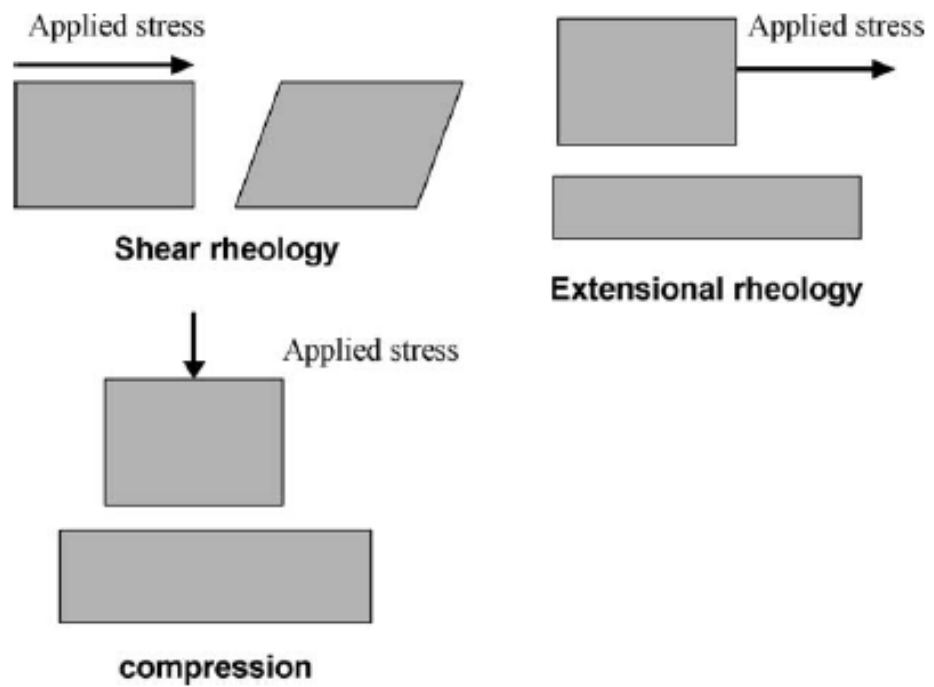 Applied stress
Applied stress
Shear rheology
Extensional rheology
Applied stress
compression